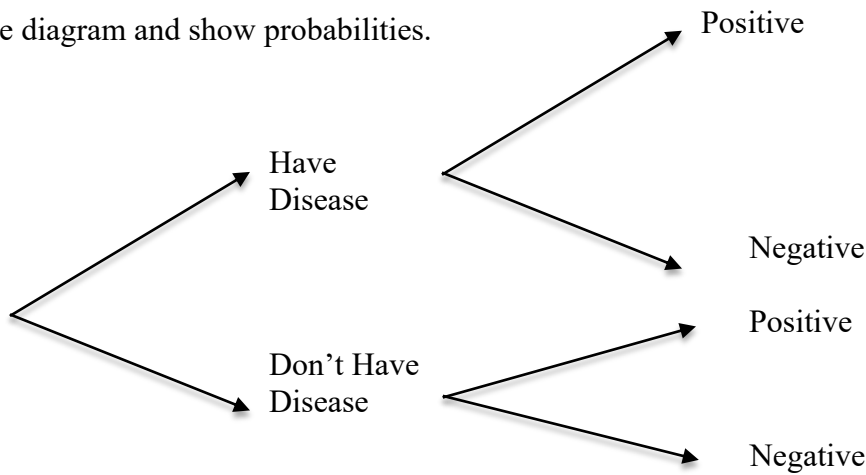 e diagram and show probabilities.
Positive
Have
Disease
Negative
Positive
Don’t Have
Disease
Negative